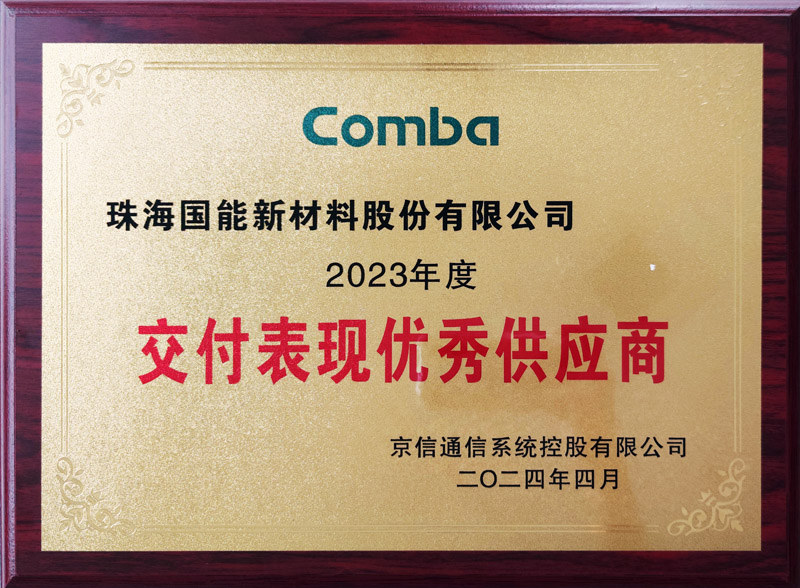 Comba
珠海国能新材料股份有限公司
2023年度
交付表现优秀供应商
京信通信系统控股有限公司
二〇二四年四月